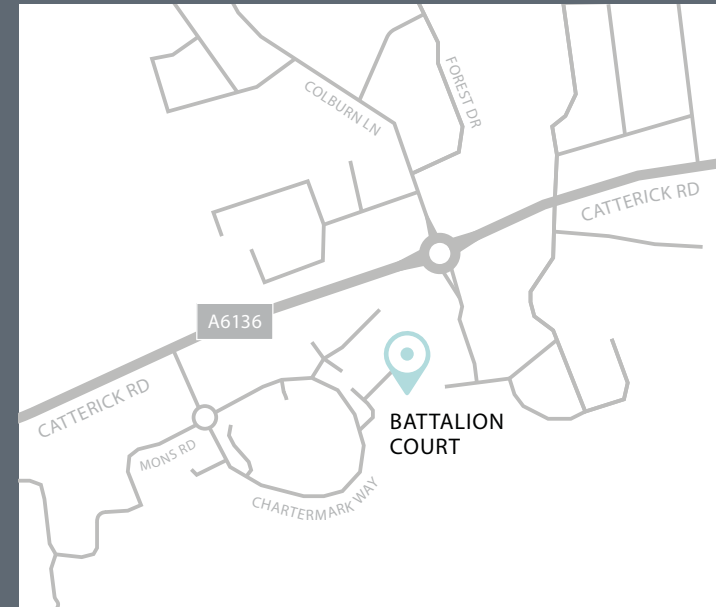 COLBURN LN
FOREST DR
CATTERICK RD
A6136
CATTERICK RD
BATTALION
COURT
MONS RD
CHARTERMARK WAY